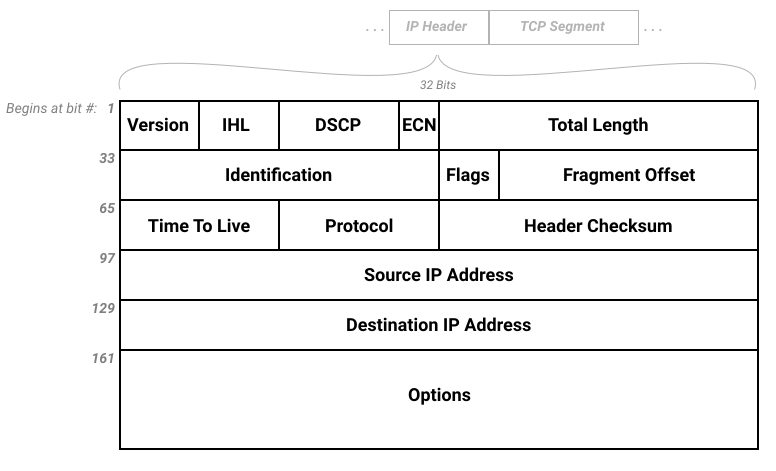 ... IP Header TCP Segment ...
32 Bits
Begins at bit #: 1
Version IHL DSCP ECN Total Length
33
Identification Flags Fragment Offset
65
Time To Live Protocol Header Checksum
97
Source IP Address
129
Destination IP Address
161
Options